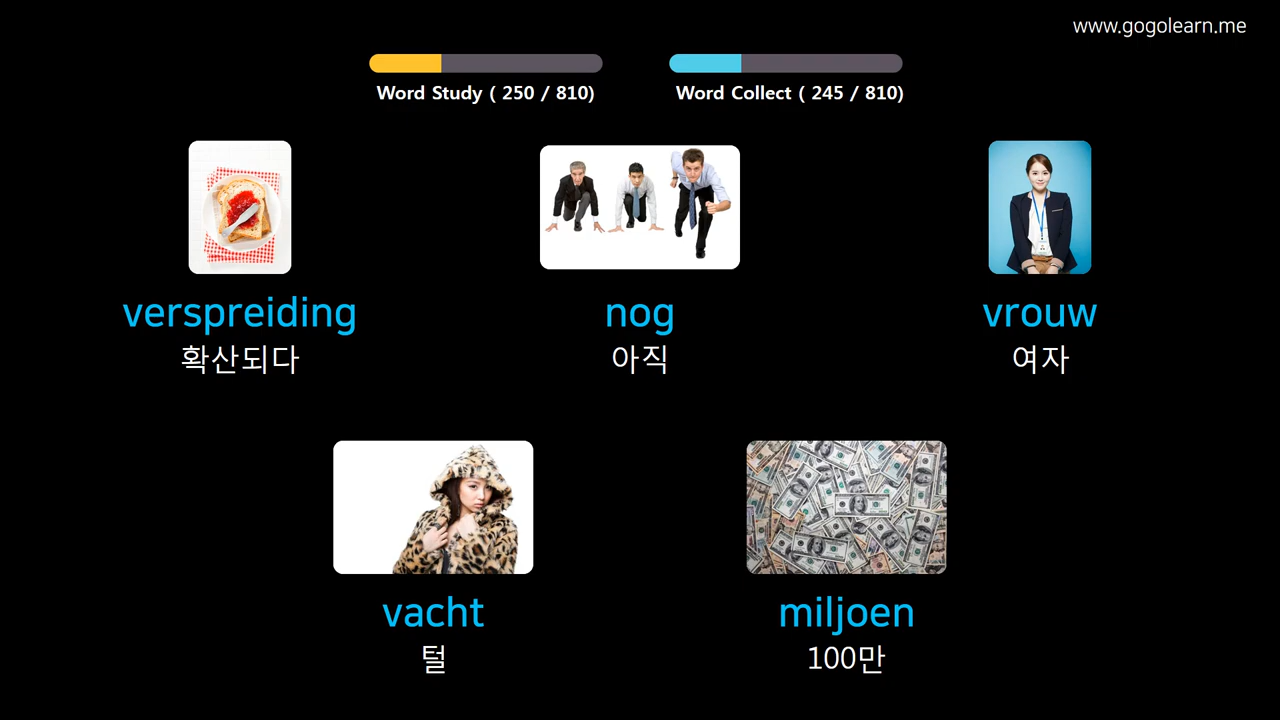 www.gogolearn.me
Word Study ( 250 / 810)
Word Collect ( 245 / 810)
verspreiding
확산되다
nog
아직
vrouw
여자
vacht
털
miljoen
100만